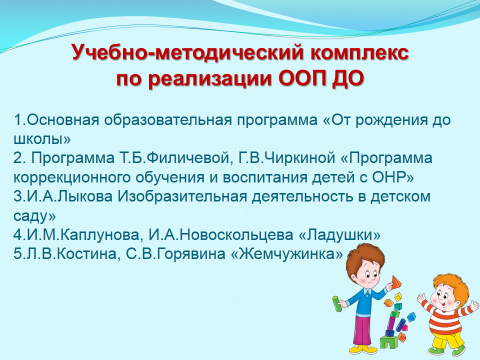 Учебно-методический комплекс
по реализации ООП ДО
1.Основная образовательная программа «От рождения до
школы»
2. Программа Т.Б.Филичевой, Г.В.Чиркиной «Программа
коррекционного обучения и воспитания детей с ОНР»
3.И.А.Лыкова Изобразительная деятельность в детском
саду»
4.И.М.Каплунова, И.А.Новоскольцева «Ладушки»
5.Л.В.Костина, С.В.Горявина «Жемчужинка»